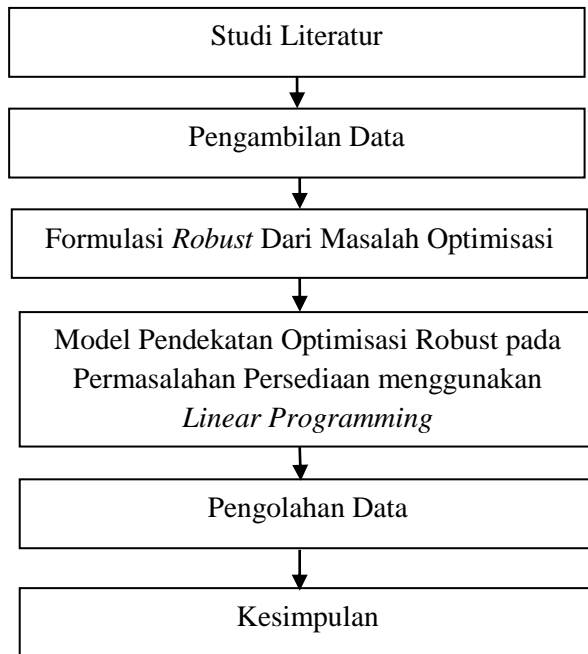 Studi Literatur
Pengambilan Data
Formulasi Robust Dari Masalah Optimisasi
Model Pendekatan Optimisasi Robust pada
Permasalahan Persediaan menggunakan
Linear Programming
Pengolahan Data
Kesimpulan